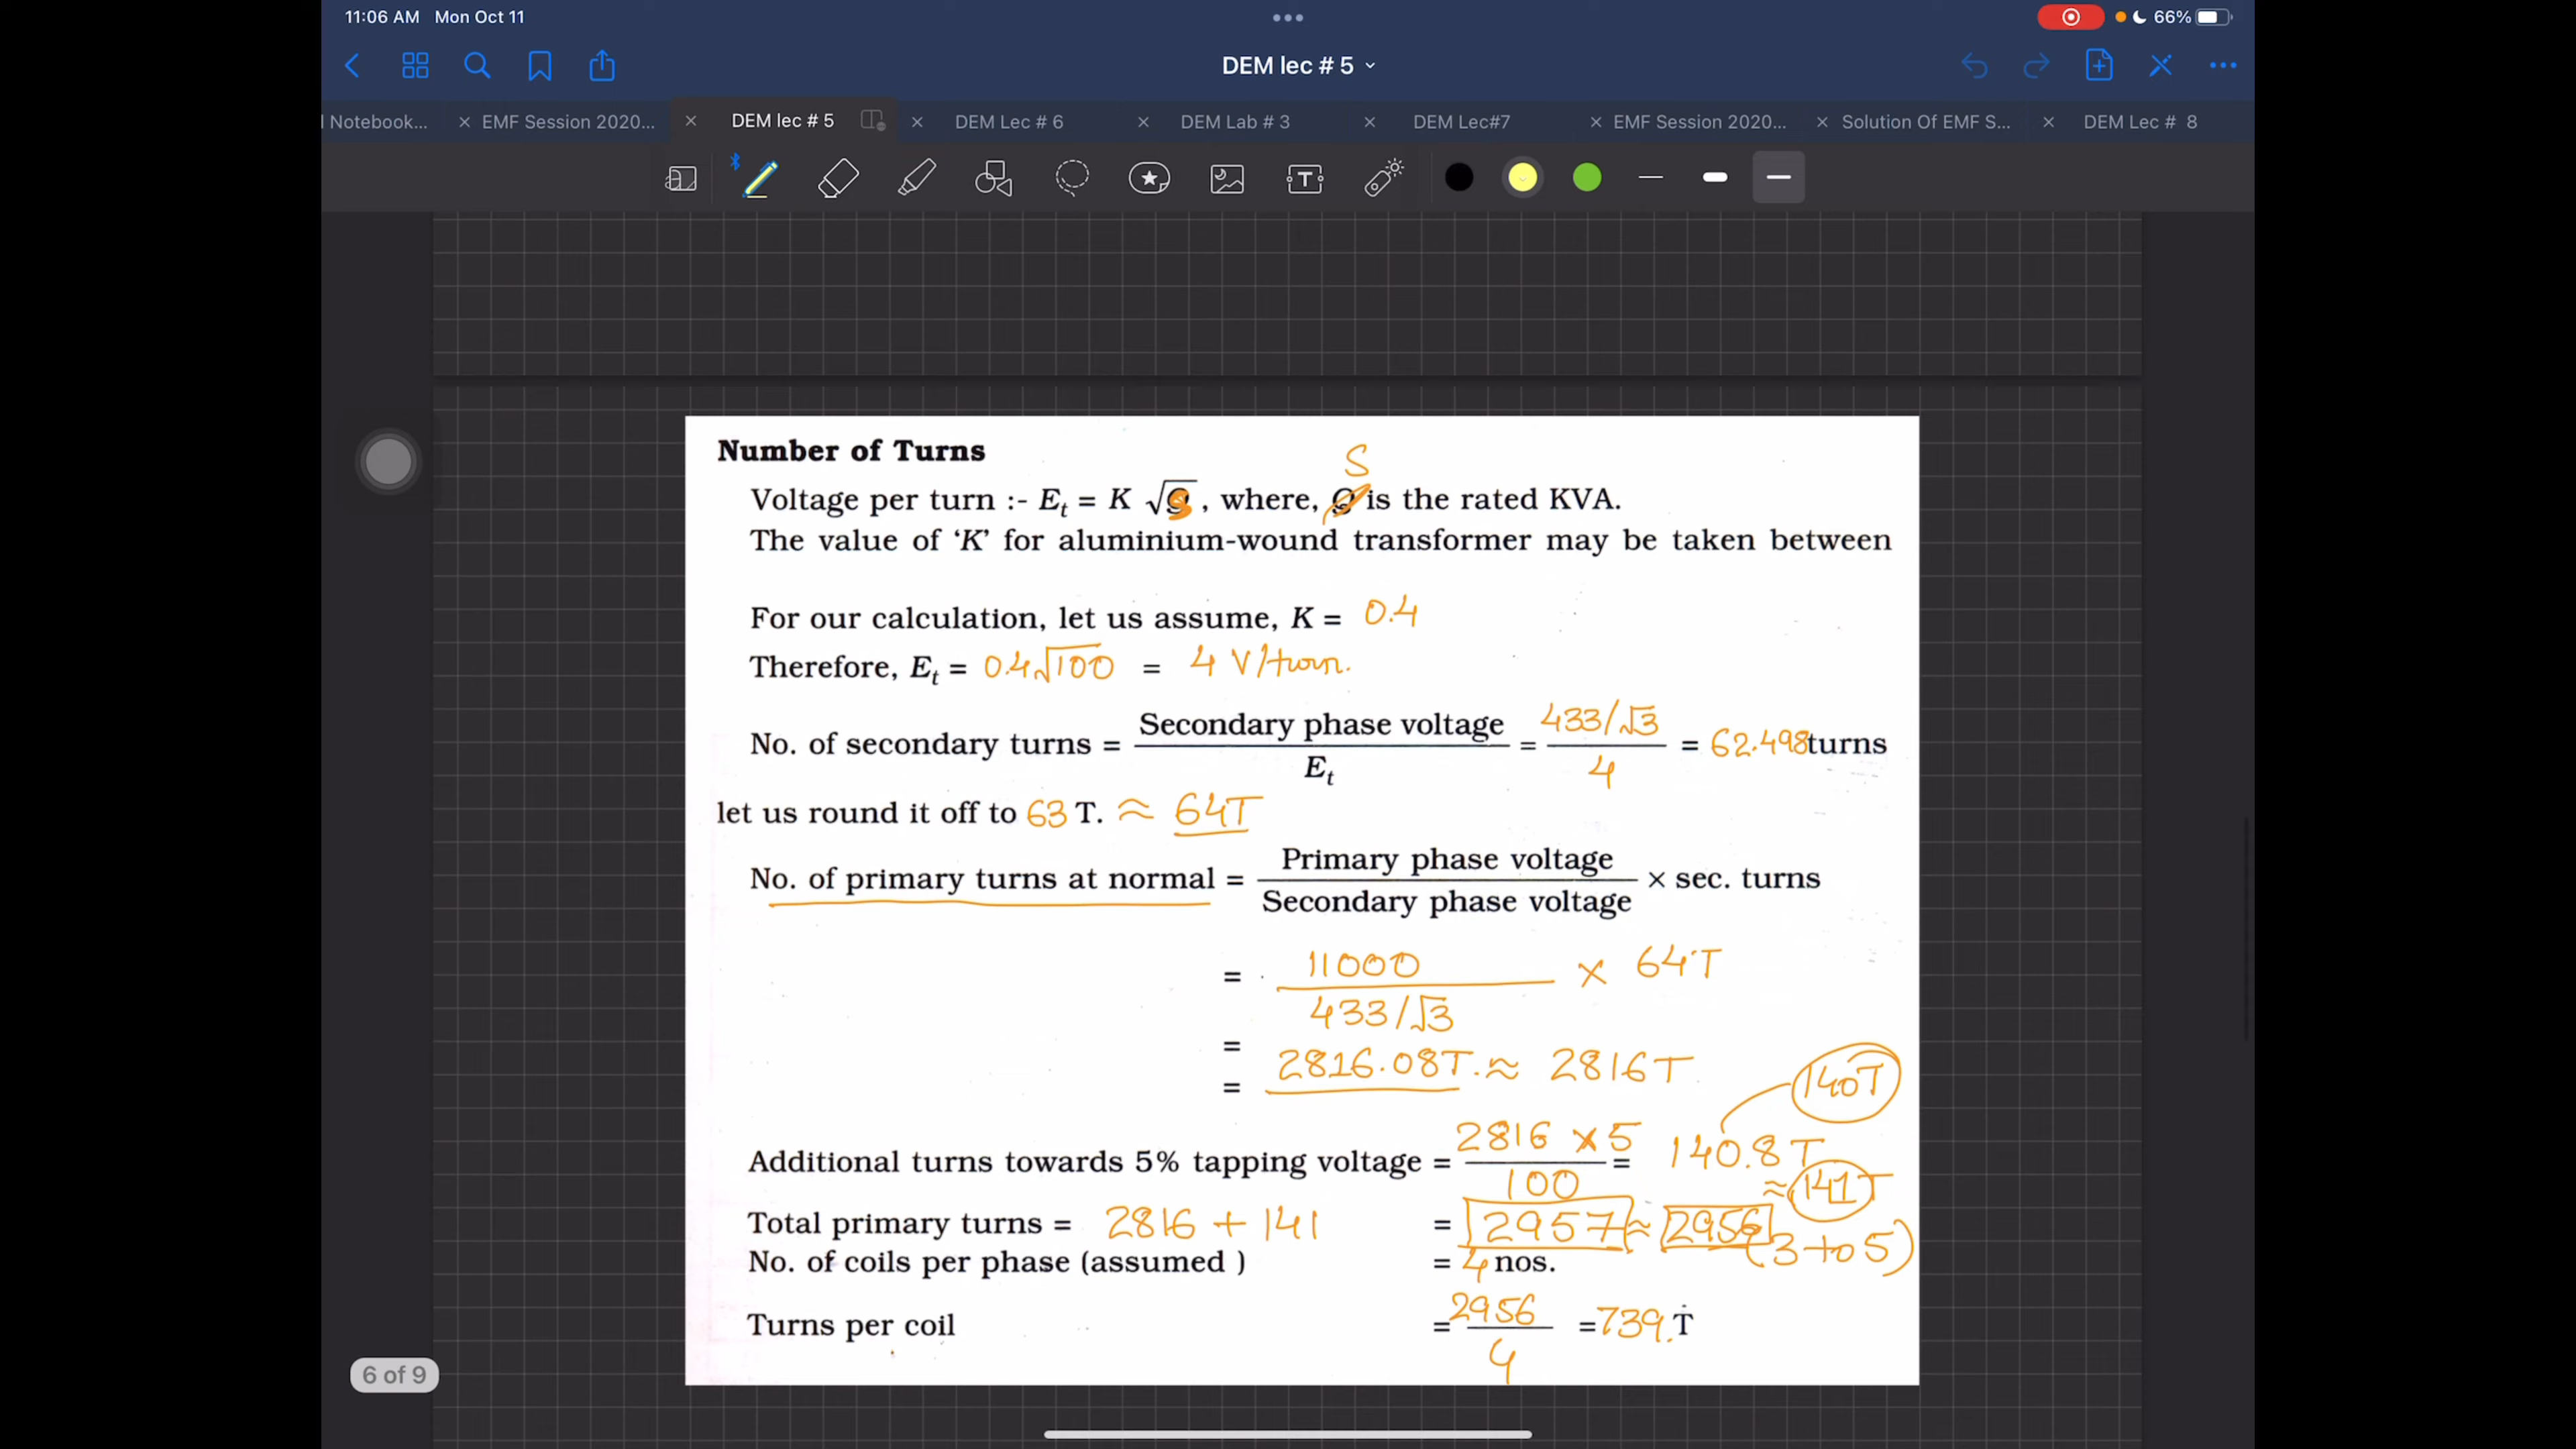 11:06 AM Mon Oct 11
66%
DEM lec # 5
l Notebook... EMF Session 2020... DEM lec # 5 DEM Lec # 6 DEM Lab # 3 DEM Lec#7 EMF Session 2020... Solution Of EMF S... DEM Lec # 8
Number of Turns
S
Voltage per turn :- Et = K √, where, Q is the rated KVA.
The value of 'K' for aluminium-wound transformer may be taken between
For our calculation, let us assume, K = 0.4
Therefore, Et = 0.4√100 = 4 V/turn.
No. of secondary turns = Secondary phase voltage / Et = 433/√3 / 4 = 62.498 turns
let us round it off to 63 T. ≈ 64T
No. of primary turns at normal = Primary phase voltage / Secondary phase voltage × sec. turns
= 11000 / 433/√3 × 64T
=
= 2816.08T. ≈ 2816T
140T
Additional turns towards 5% tapping voltage = 2816 × 5 / 100 = 140.8T
≈ 141T
Total primary turns = 2816 + 141 = 2957 ≈ 2956
No. of coils per phase (assumed ) = 4 nos. (3 to 5)
Turns per coil = 2956 / 4 = 739. T
6 of 9